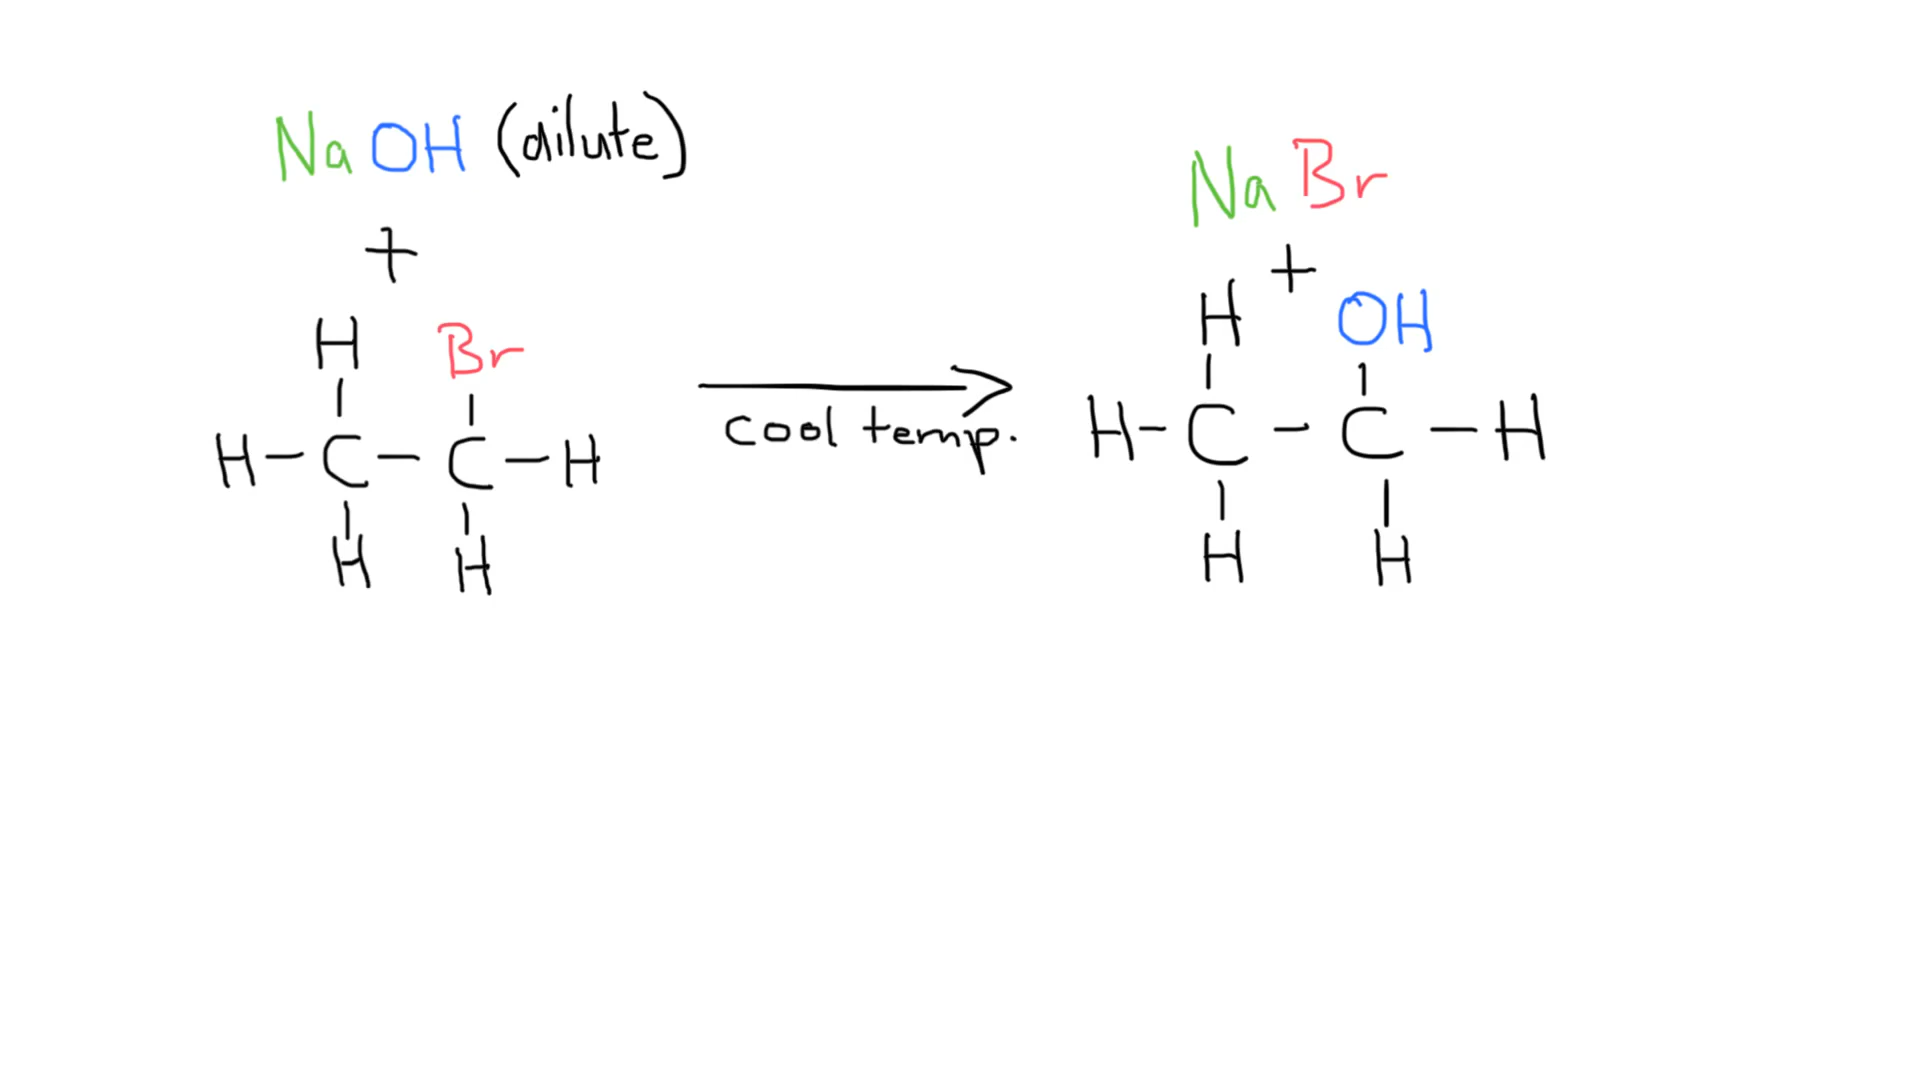 NaOH (dilute)
+
H Br
H-C-C-H
H H
cool temp.
NaBr
+
H OH
H-C-C-H
H H